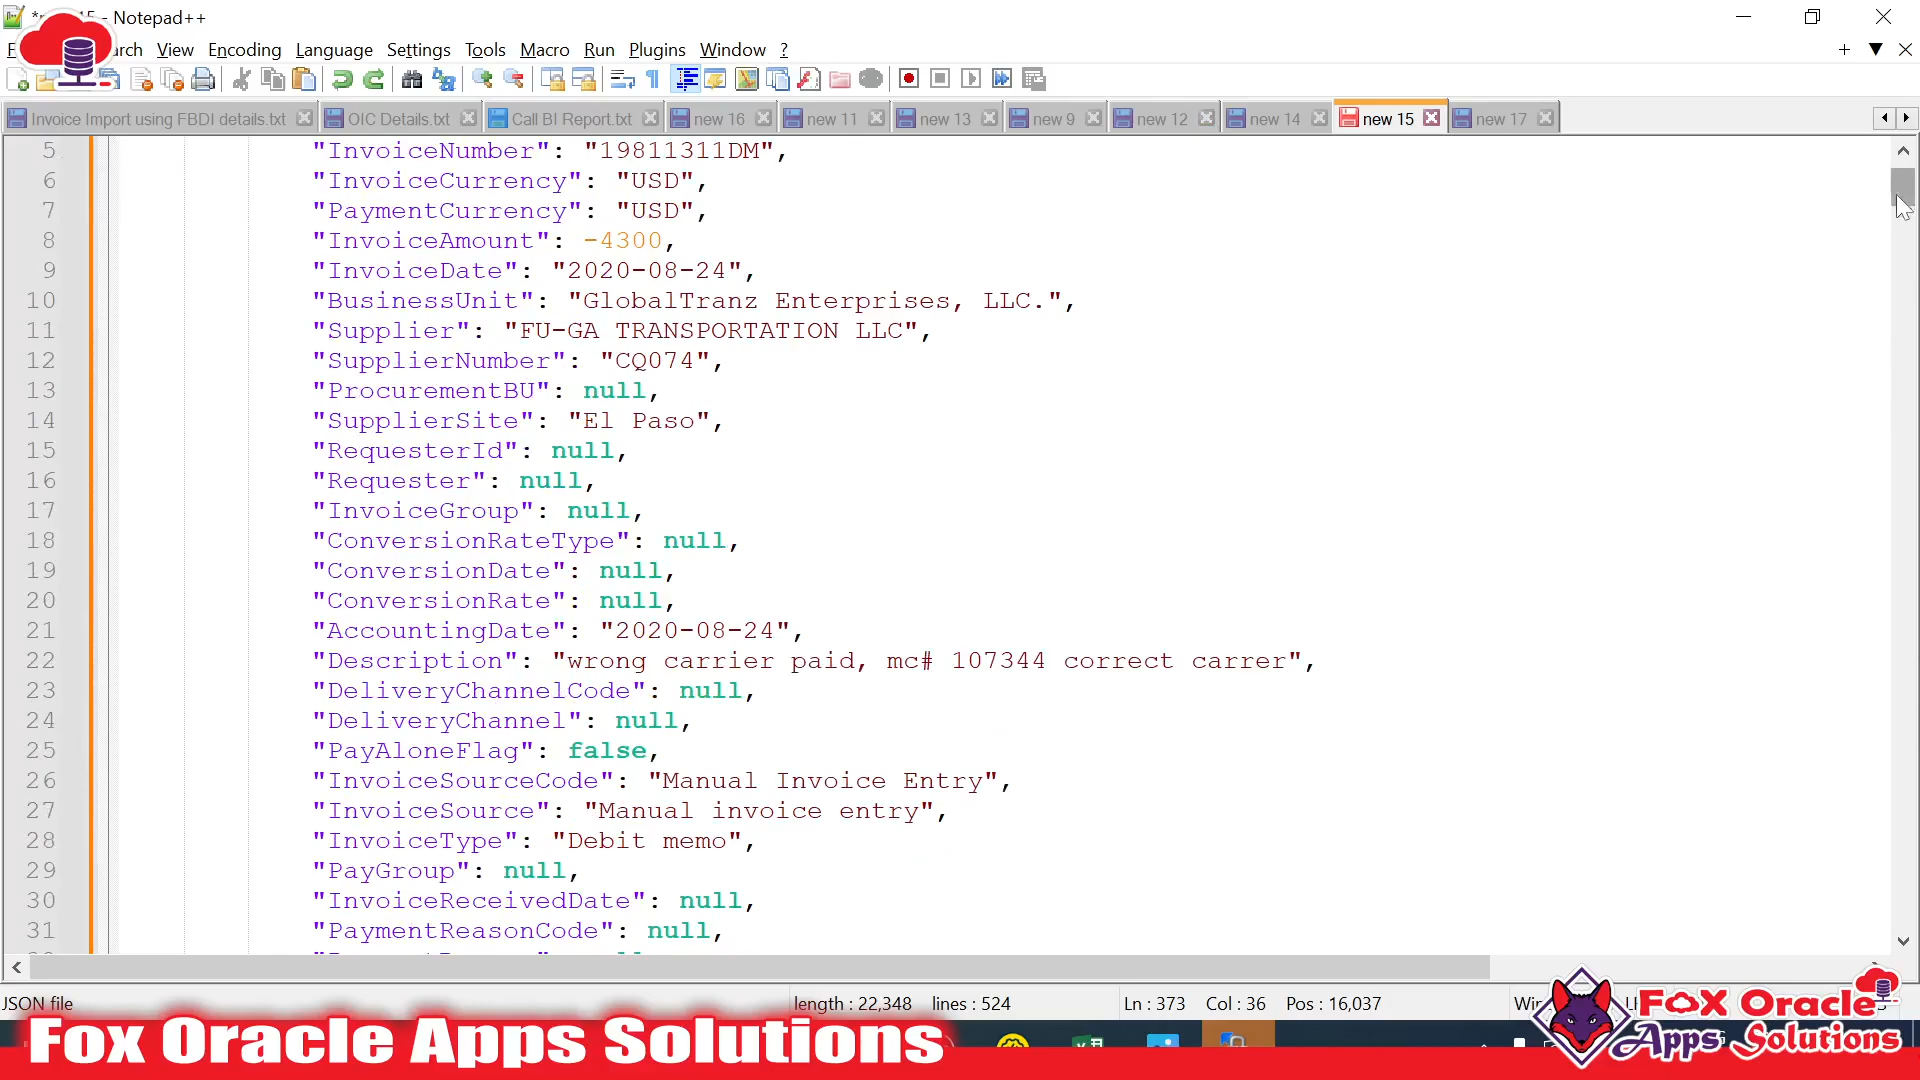 - Notepad++
View Encoding Language Settings Tools Macro Run Plugins Window ?
Invoice Import using FBDI details.txt OIC Details.txt Call BI Report.txt new 16 new 11 new 13 new 9 new 12 new 14 new 15 new 17
5 "InvoiceNumber": "19811311DM",
6 "InvoiceCurrency": "USD",
7 "PaymentCurrency": "USD",
8 "InvoiceAmount": -4300,
9 "InvoiceDate": "2020-08-24",
10 "BusinessUnit": "GlobalTranz Enterprises, LLC.",
11 "Supplier": "FU-GA TRANSPORTATION LLC",
12 "SupplierNumber": "CQ074",
13 "ProcurementBU": null,
14 "SupplierSite": "El Paso",
15 "RequesterId": null,
16 "Requester": null,
17 "InvoiceGroup": null,
18 "ConversionRateType": null,
19 "ConversionDate": null,
20 "ConversionRate": null,
21 "AccountingDate": "2020-08-24",
22 "Description": "wrong carrier paid, mc# 107344 correct carrer",
23 "DeliveryChannelCode": null,
24 "DeliveryChannel": null,
25 "PayAloneFlag": false,
26 "InvoiceSourceCode": "Manual Invoice Entry",
27 "InvoiceSource": "Manual invoice entry",
28 "InvoiceType": "Debit memo",
29 "PayGroup": null,
30 "InvoiceReceivedDate": null,
31 "PaymentReasonCode": null,
JSON file length : 22,348 lines : 524 Ln : 373 Col : 36 Pos : 16,037
Fox Oracle Apps Solutions
Fox Oracle
Apps Solutions